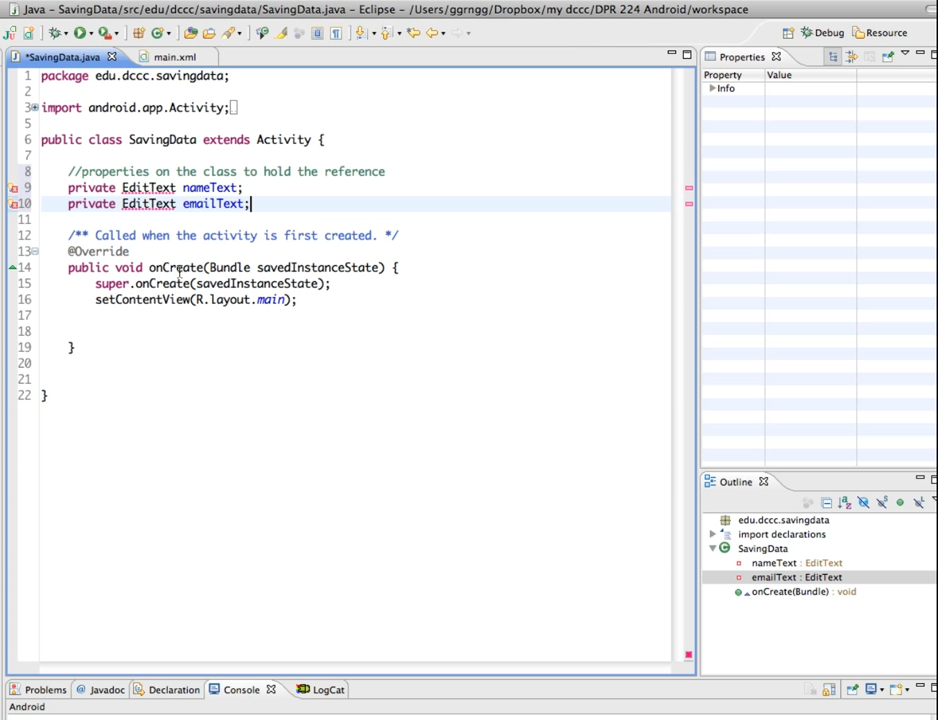 Java - SavingData/src/edu/dccc/savingdata/SavingData.java - Eclipse - /Users/ggrngg/Dropbox/my dccc/DPR 224 Android/workspace
Debug Resource
*SavingData.java main.xml
1 package edu.dccc.savingdata;
2
3 import android.app.Activity;
5
6 public class SavingData extends Activity {
7
8 //properties on the class to hold the reference
9 private EditText nameText;
10 private EditText emailText;
11
12 /** Called when the activity is first created. */
13 @Override
14 public void onCreate(Bundle savedInstanceState) {
15 super.onCreate(savedInstanceState);
16 setContentView(R.layout.main);
17
18
19 }
20
21
22 }
Properties
Property Value
Info
Outline
edu.dccc.savingdata
import declarations
SavingData
nameText : EditText
emailText : EditText
onCreate(Bundle) : void
Problems @ Javadoc Declaration Console LogCat
Android